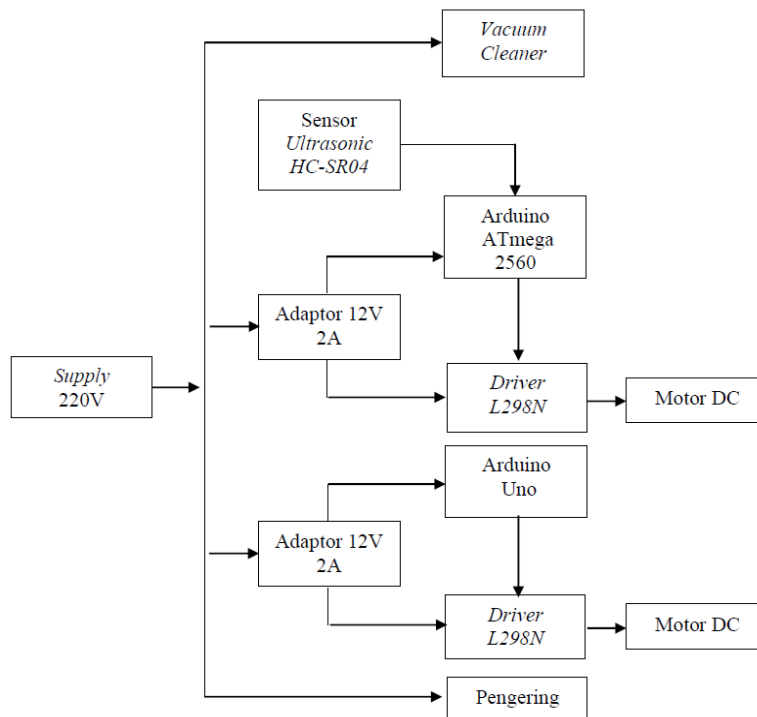 Vacuum
Cleaner
Sensor
Ultrasonic
HC-SR04
Arduino
ATmega
2560
Adaptor 12V
2A
Supply
220V
Driver
L298N
Motor DC
Arduino
Uno
Adaptor 12V
2A
Driver
L298N
Motor DC
Pengering